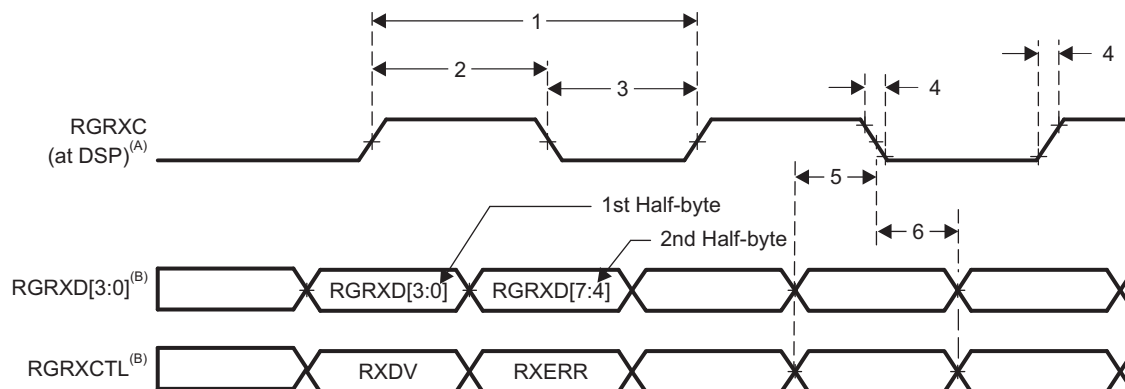 1
4
2
3
4
RGRXC
(at DSP)(A)
5
1st Half-byte
6
2nd Half-byte
RGRXD[3:0](B)
RGRXD[3:0]
RGRXD[7:4]
RGRXCTL(B)
RXDV
RXERR